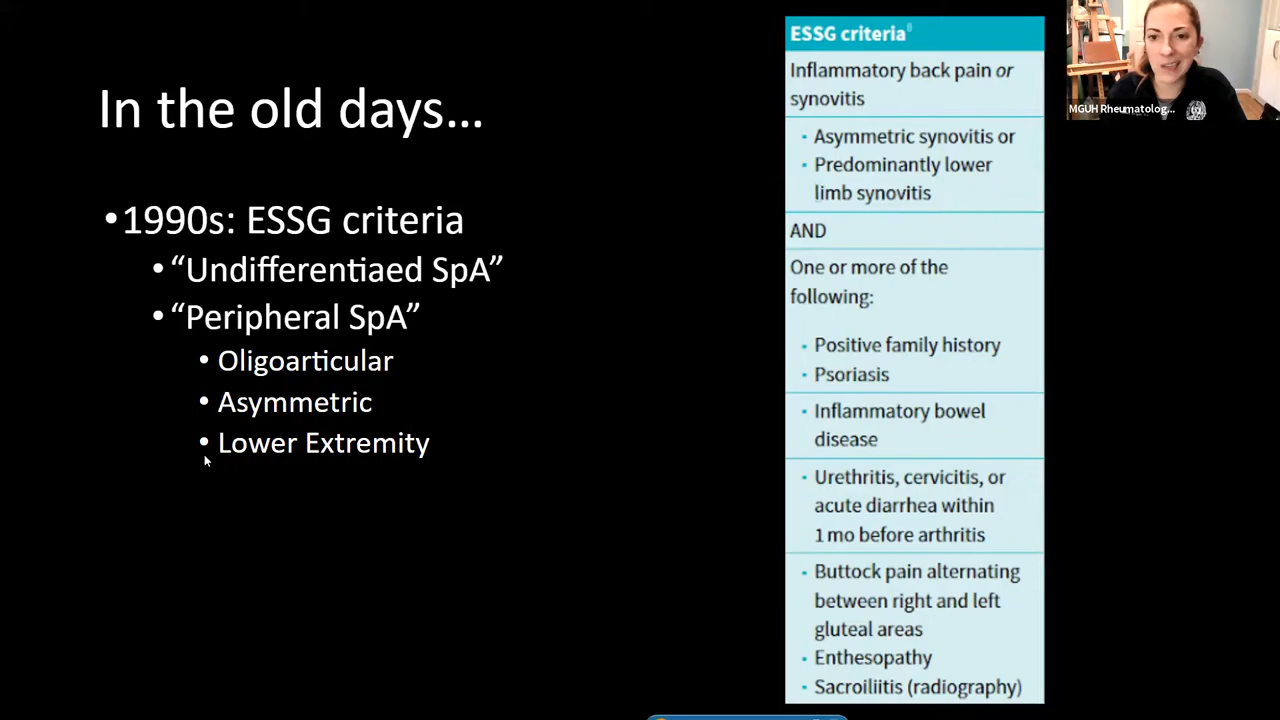 In the old days...
•1990s: ESSG criteria
•“Undifferentiaed SpA”
•“Peripheral SpA”
• Oligoarticular
• Asymmetric
• Lower Extremity
ESSG criteria
Inflammatory back pain or
synovitis
• Asymmetric synovitis or
• Predominantly lower
limb synovitis
AND
One or more of the
following:
• Positive family history
• Psoriasis
• Inflammatory bowel
disease
• Urethritis, cervicitis, or
acute diarrhea within
1 mo before arthritis
• Buttock pain alternating
between right and left
gluteal areas
• Enthesopathy
• Sacroiliitis (radiography)
MGUH Rheumatolog...